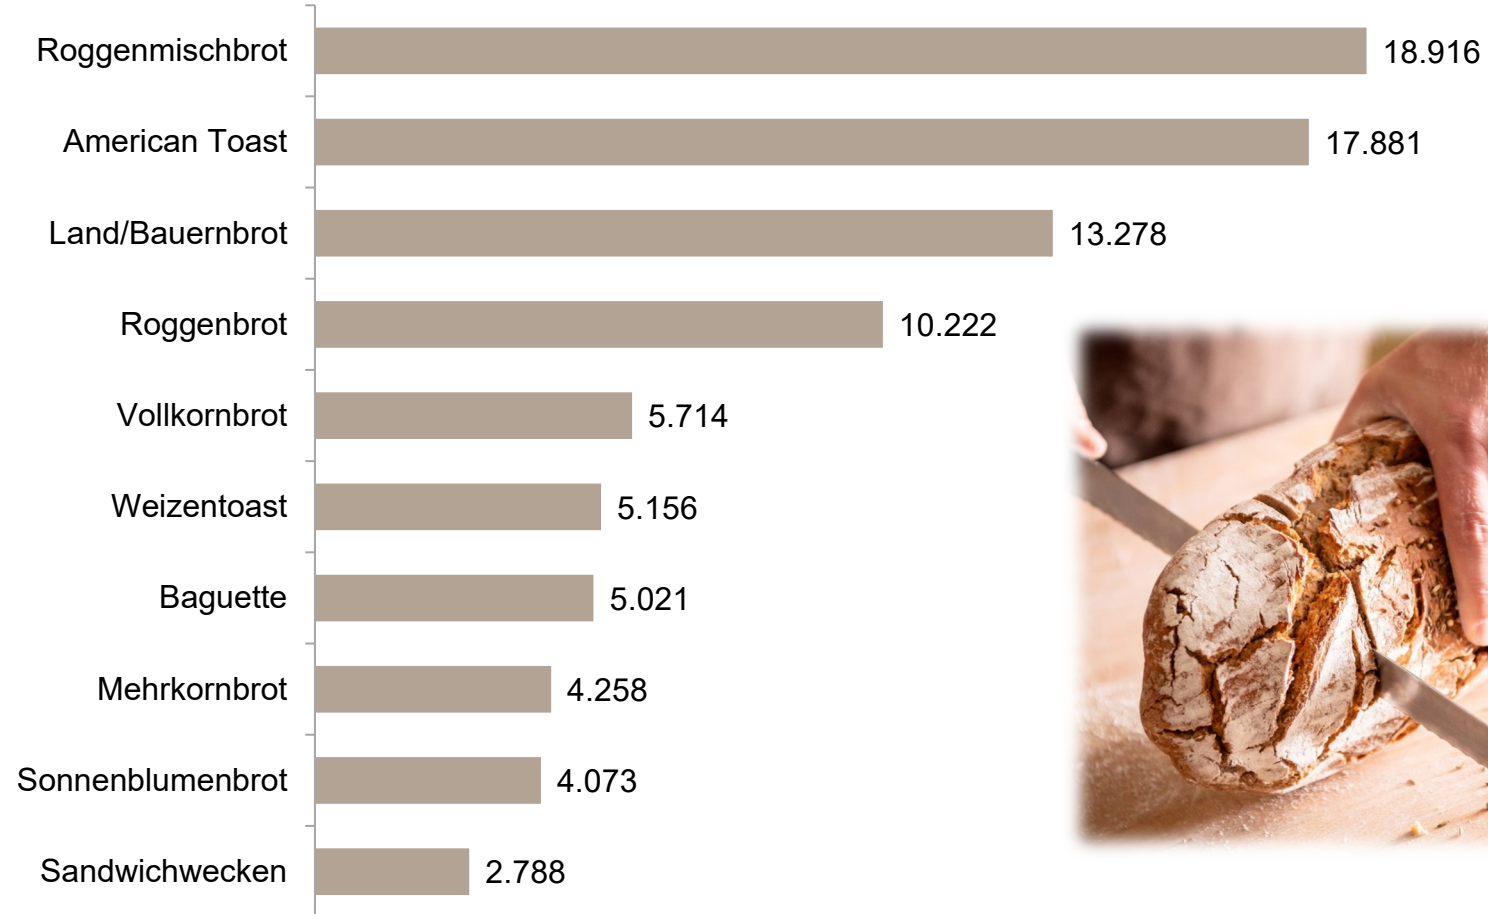 Roggenmischbrot 18.916
American Toast 17.881
Land/Bauernbrot 13.278
Roggenbrot 10.222
Vollkornbrot 5.714
Weizentoast 5.156
Baguette 5.021
Mehrkornbrot 4.258
Sonnenblumenbrot 4.073
Sandwichwecken 2.788